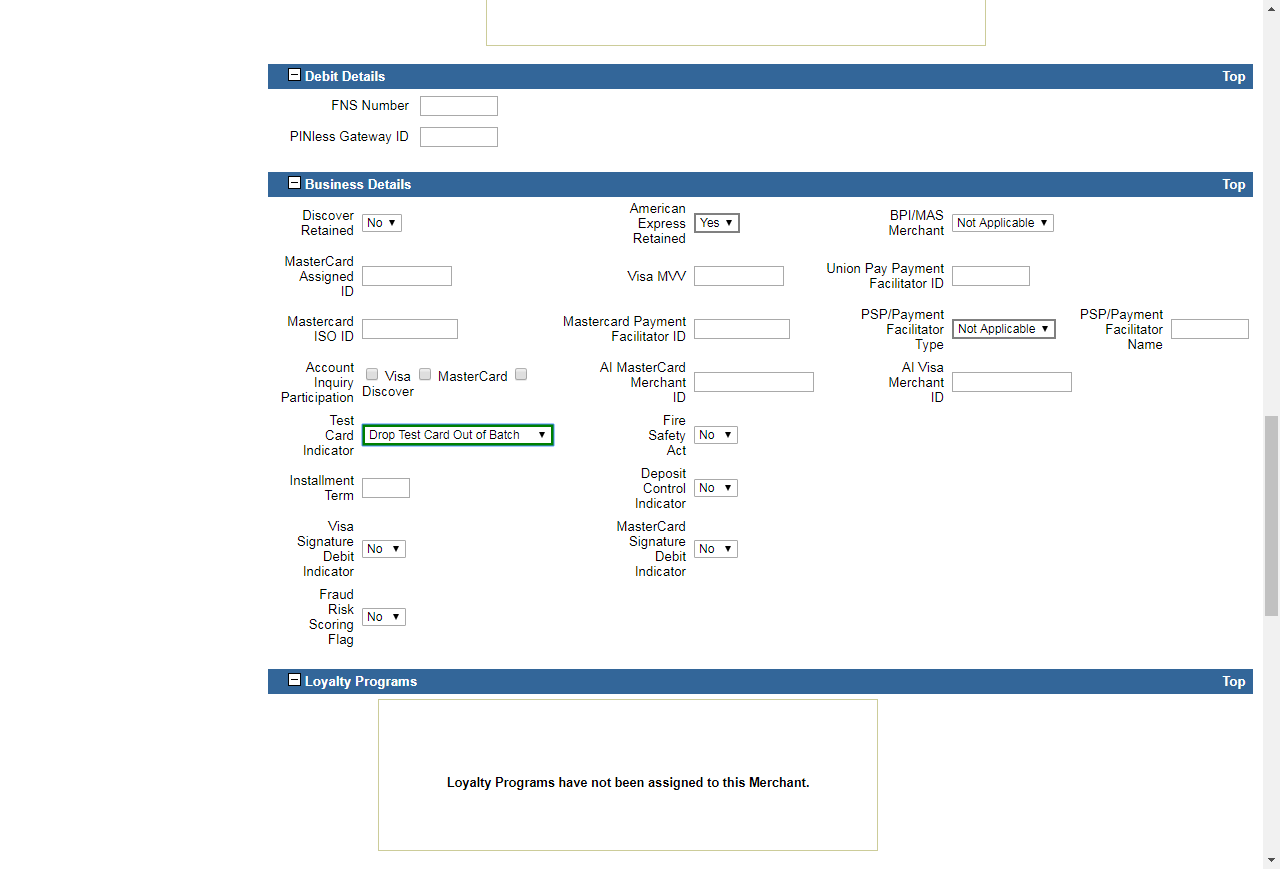 Debit Details Top
FNS Number
PINless Gateway ID
Business Details Top
Discover
Retained
No
American
Express
Retained
Yes
BPI/MAS
Merchant
Not Applicable
MasterCard
Assigned
ID
Visa MVV
Union Pay Payment
Facilitator ID
Mastercard
ISO ID
Mastercard Payment
Facilitator ID
PSP/Payment
Facilitator
Type
Not Applicable
PSP/Payment
Facilitator
Name
Account
Inquiry
Participation
Visa MasterCard
Discover
AI MasterCard
Merchant
ID
AI Visa
Merchant
ID
Test
Card
Indicator
Drop Test Card Out of Batch
Fire
Safety
Act
No
Installment
Term
Deposit
Control
Indicator
No
Visa
Signature
Debit
Indicator
No
MasterCard
Signature
Debit
Indicator
No
Fraud
Risk
Scoring
Flag
No
Loyalty Programs Top
Loyalty Programs have not been assigned to this Merchant.